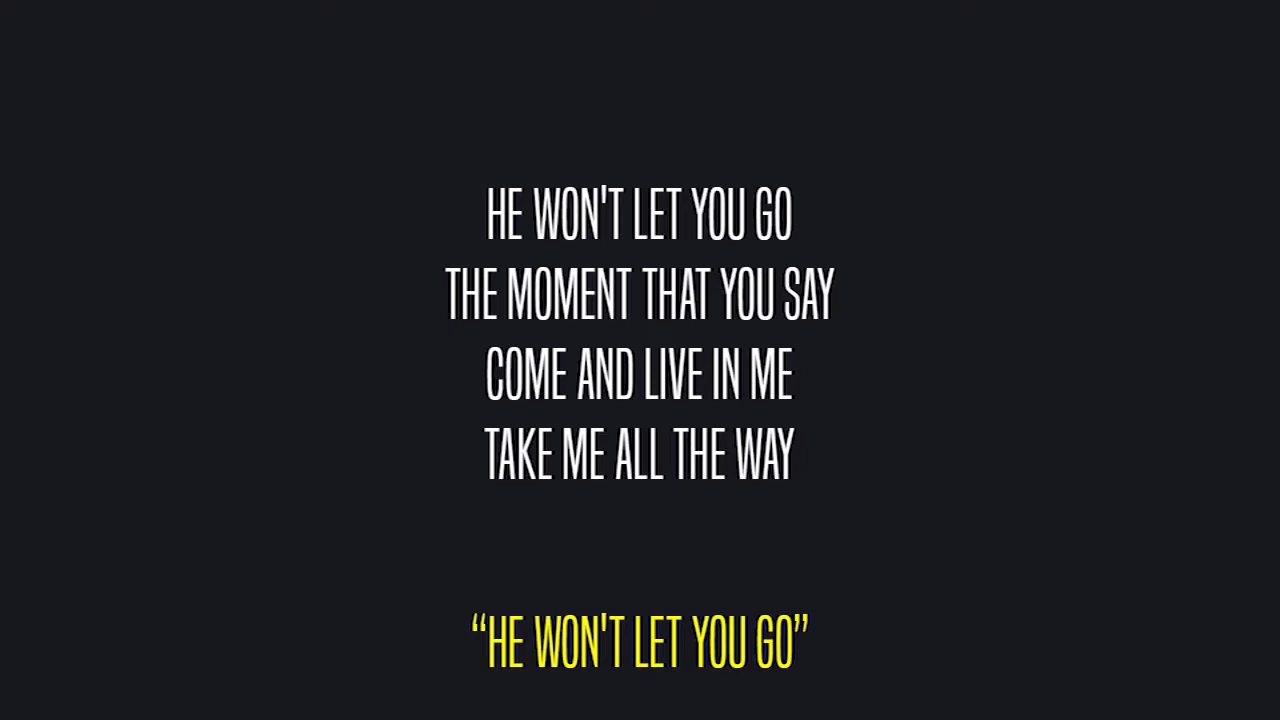 HE WON'T LET YOU GO
THE MOMENT THAT YOU SAY
COME AND LIVE IN ME
TAKE ME ALL THE WAY
“HE WON'T LET YOU GO”